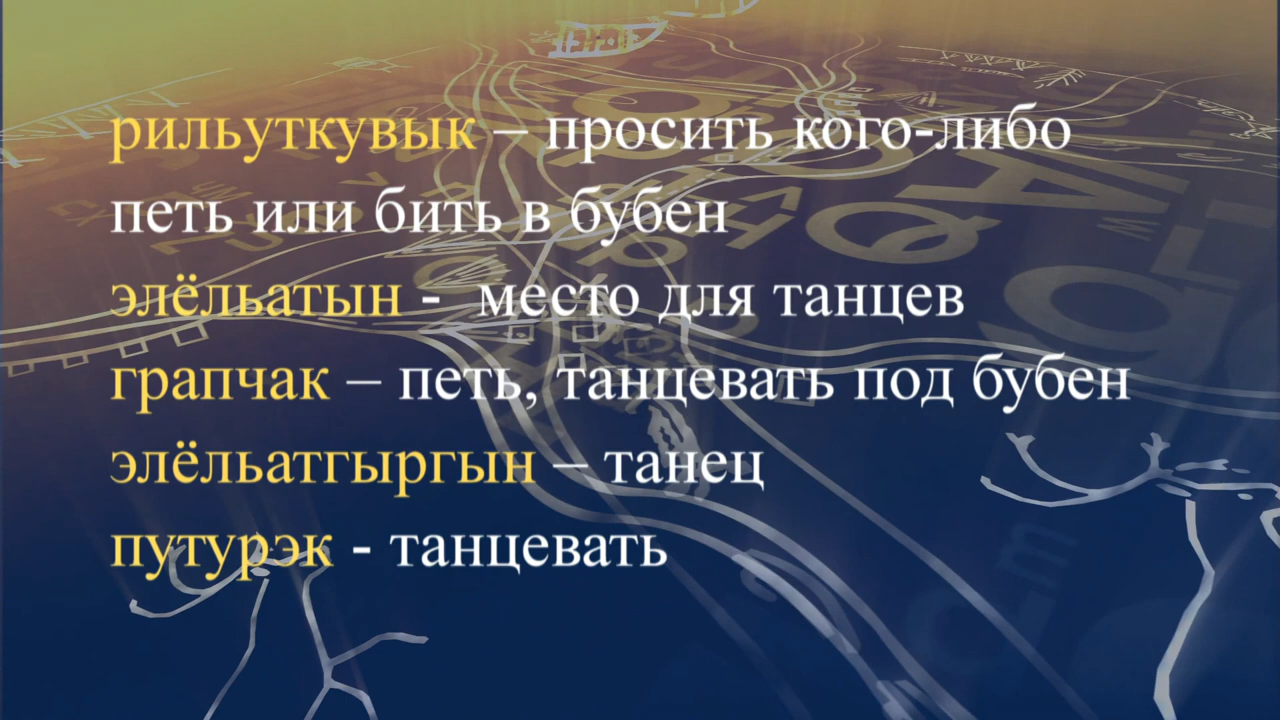 рильуткувык – просить кого-либо
петь или бить в бубен
элёльатын - место для танцев
грапчак – петь, танцевать под бубен
элёльатгыргын – танец
путурэк - танцевать